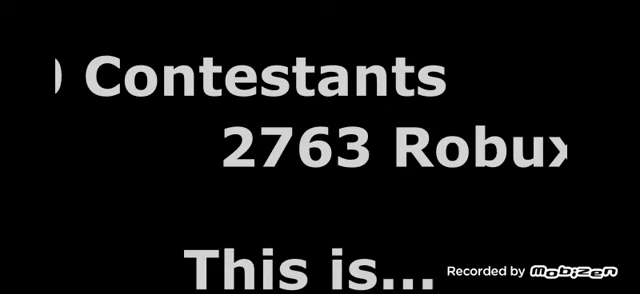 Contestants
2763 Robux
This is...
Recorded by Mobizen